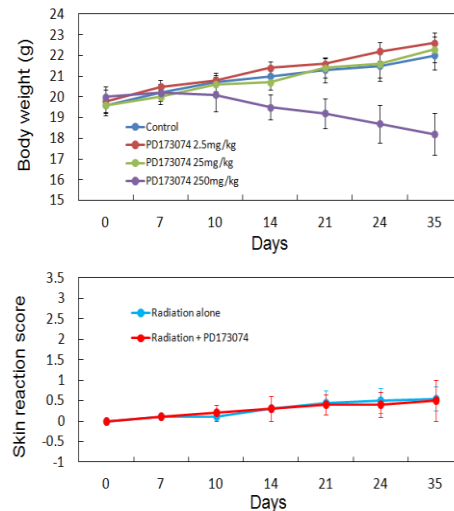 Body weight (g)
22
21
20
19
18
17
16
15
Control
PD173074 2.5mg/kg
PD173074 25mg/kg
PD173074 250mg/kg
0 7 10 14 21 24 35
Days
Skin reaction score
3.5
3
2.5
2
1.5
1
0.5
0
-0.5
-1
Radiation alone
Radiation + PD173074
0 7 10 14 21 24 35
Days